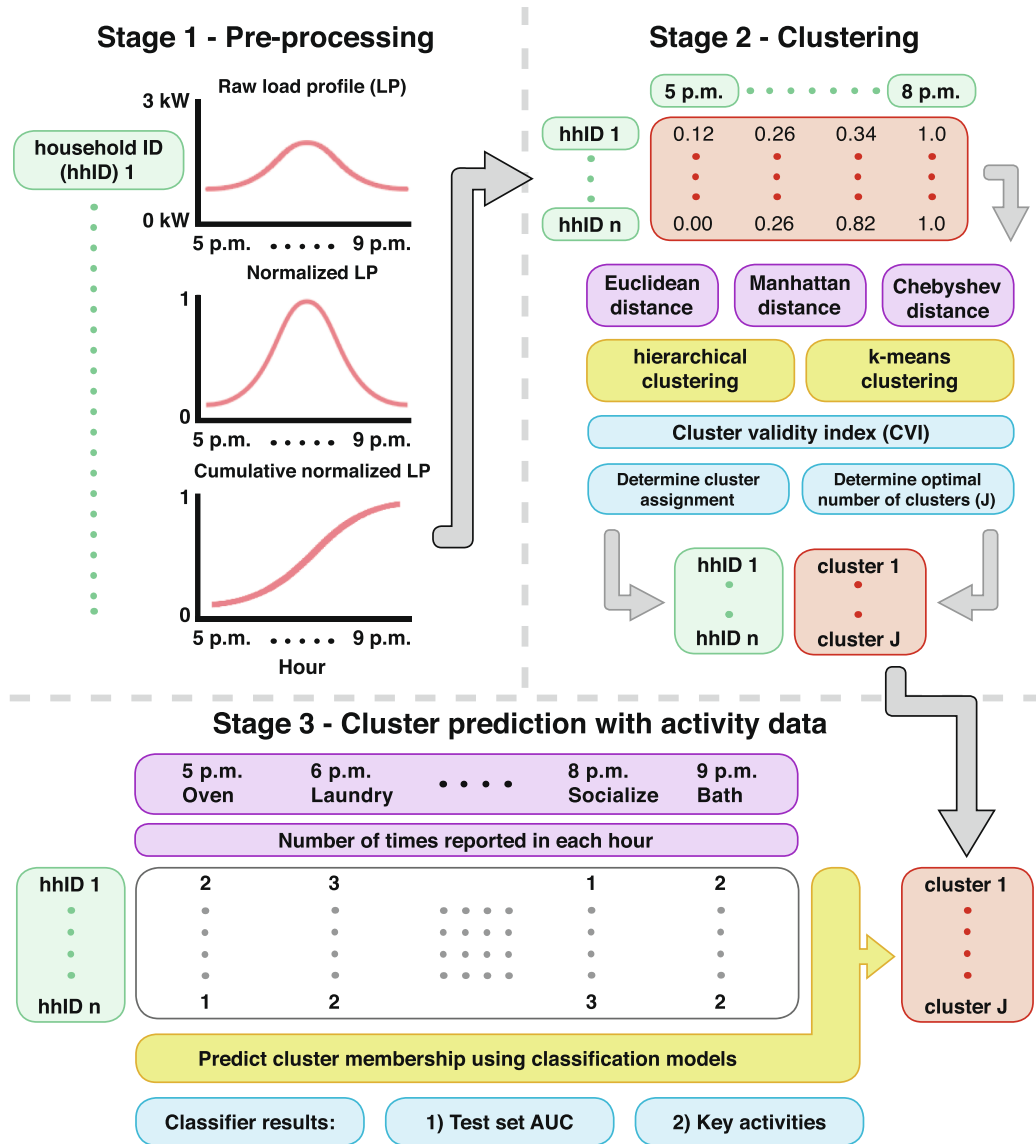 Stage 1 - Pre-processing
Raw load profile (LP)
3 kW
household ID
(hhID) 1
0 kW
5 p.m. ..... 9 p.m.
Normalized LP
1
0
5 p.m. ..... 9 p.m.
Cumulative normalized LP
1
0
5 p.m. ..... 9 p.m.
Hour
Stage 2 - Clustering
5 p.m. 8 p.m.
hhID 1 0.12 0.26 0.34 1.0
hhID n 0.00 0.26 0.82 1.0
Euclidean
distance
Manhattan
distance
Chebyshev
distance
hierarchical
clustering
k-means
clustering
Cluster validity index (CVI)
Determine cluster
assignment
Determine optimal
number of clusters (J)
hhID 1 cluster 1
hhID n cluster J
Stage 3 - Cluster prediction with activity data
5 p.m.
Oven
6 p.m.
Laundry
....
8 p.m.
Socialize
9 p.m.
Bath
Number of times reported in each hour
hhID 1 2 3 1 2 cluster 1
hhID n 1 2 3 2 cluster J
Predict cluster membership using classification models
Classifier results: 1) Test set AUC 2) Key activities